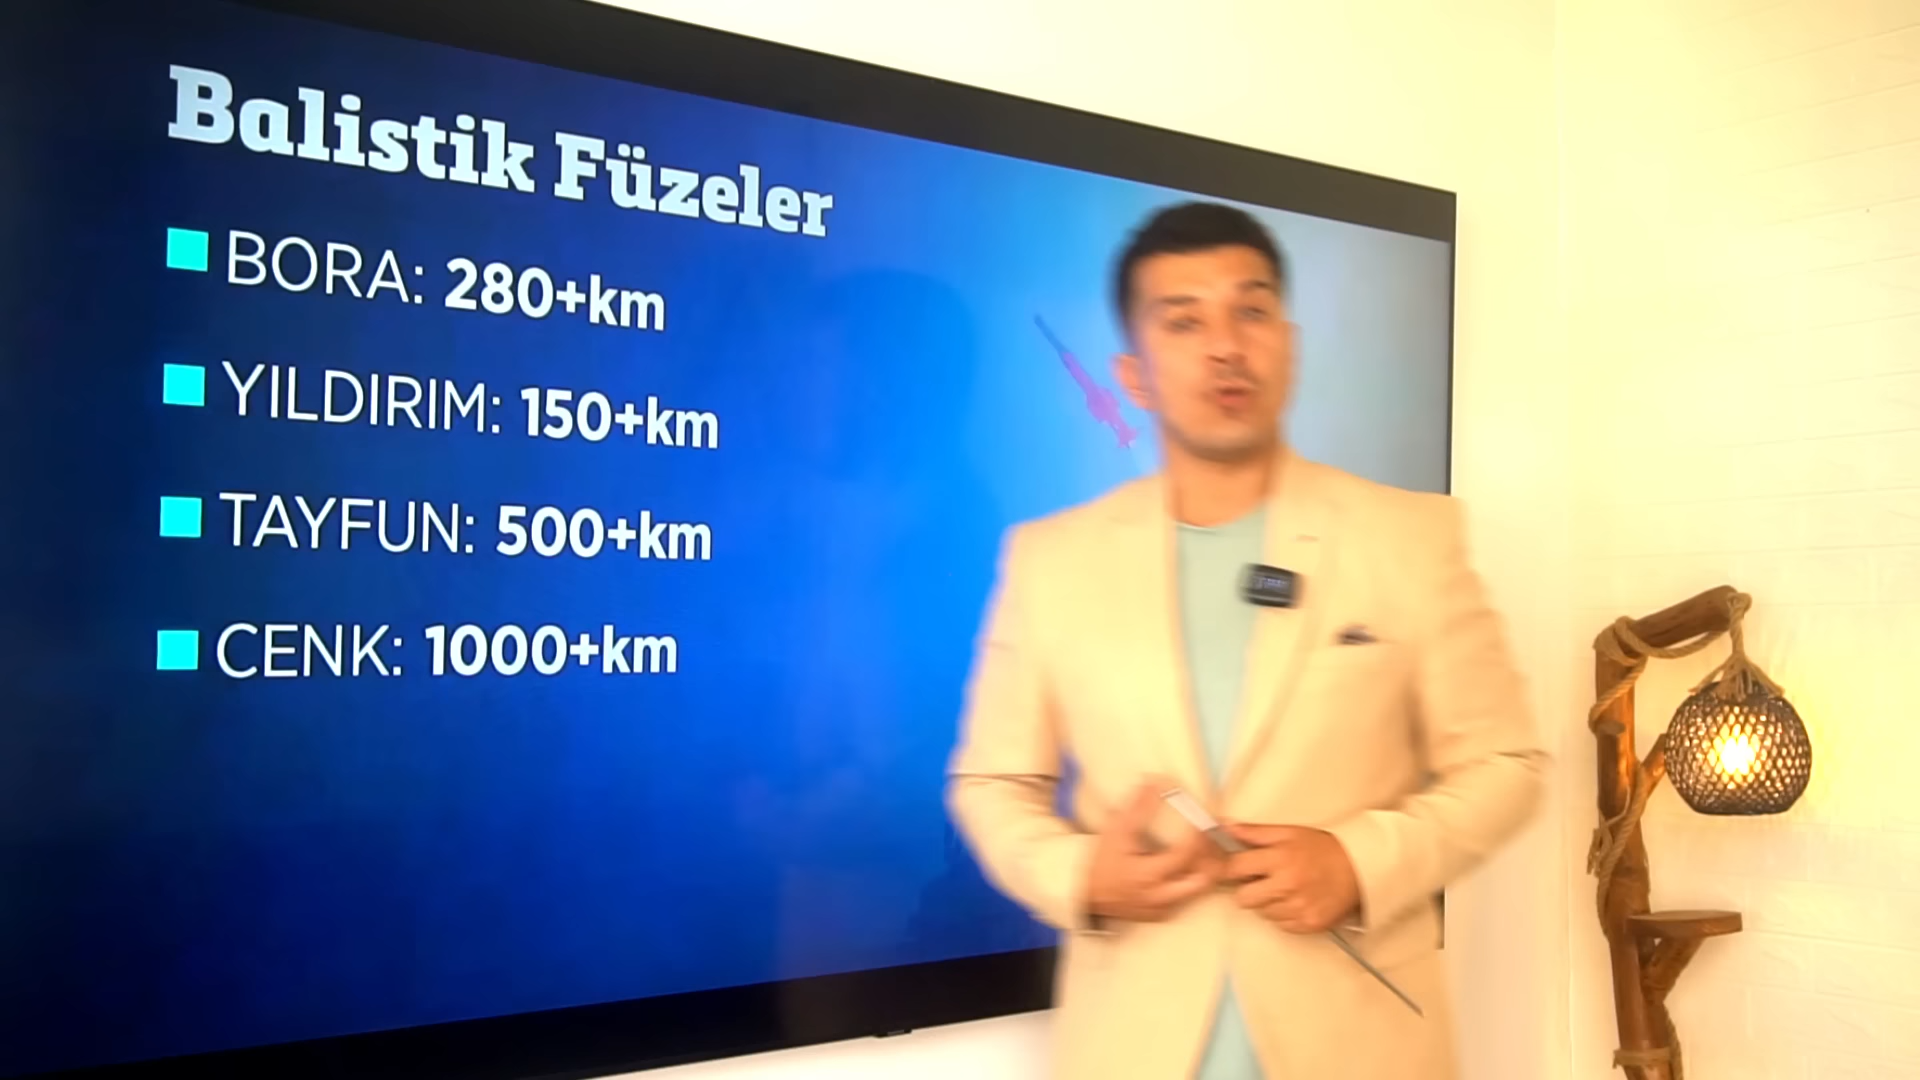 Balistik Füzeler
BORA: 280+km
YILDIRIM: 150+km
TAYFUN: 500+km
CENK: 1000+km